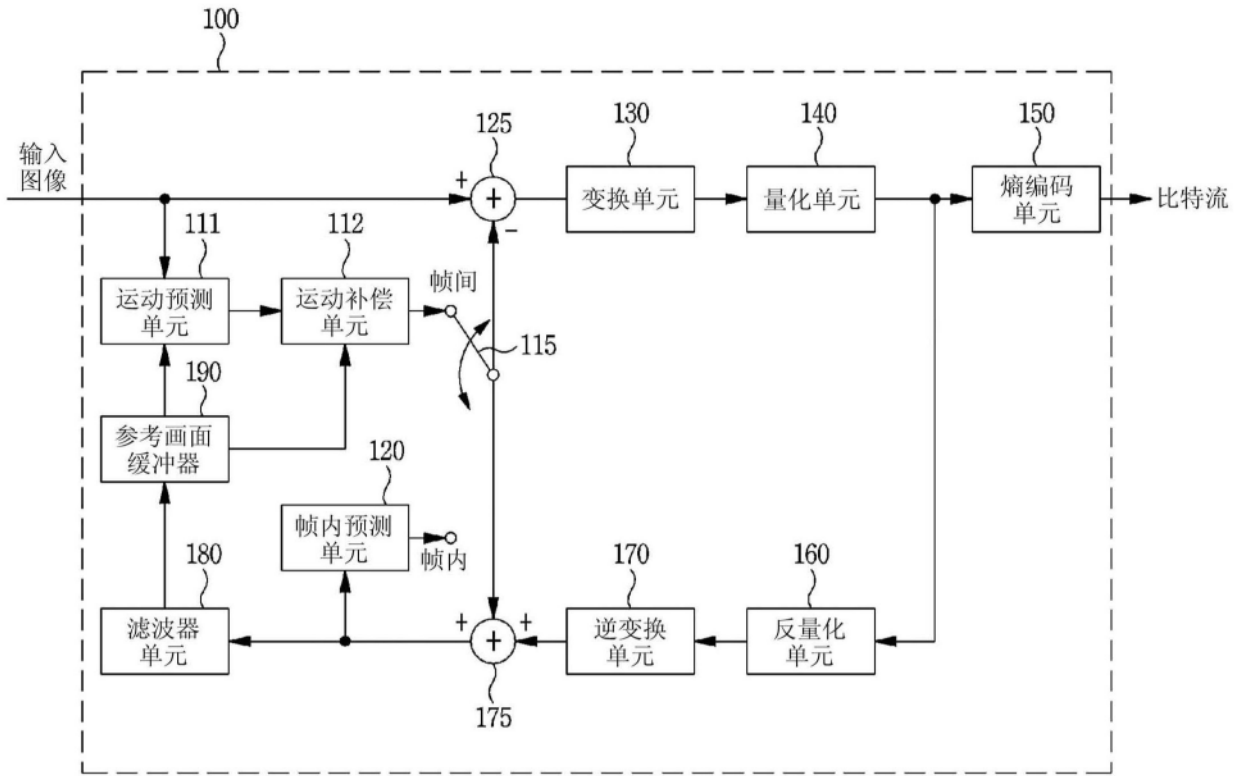 100
输入
图像
125
130
140
150
+
+
-
变换单元
量化单元
熵编码
单元
比特流
111
112
运动预测
单元
运动补偿
单元
帧间
115
190
参考画面
缓冲器
120
帧内预测
单元
帧内
180
滤波器
单元
+
+
+
175
170
逆变换
单元
160
反量化
单元